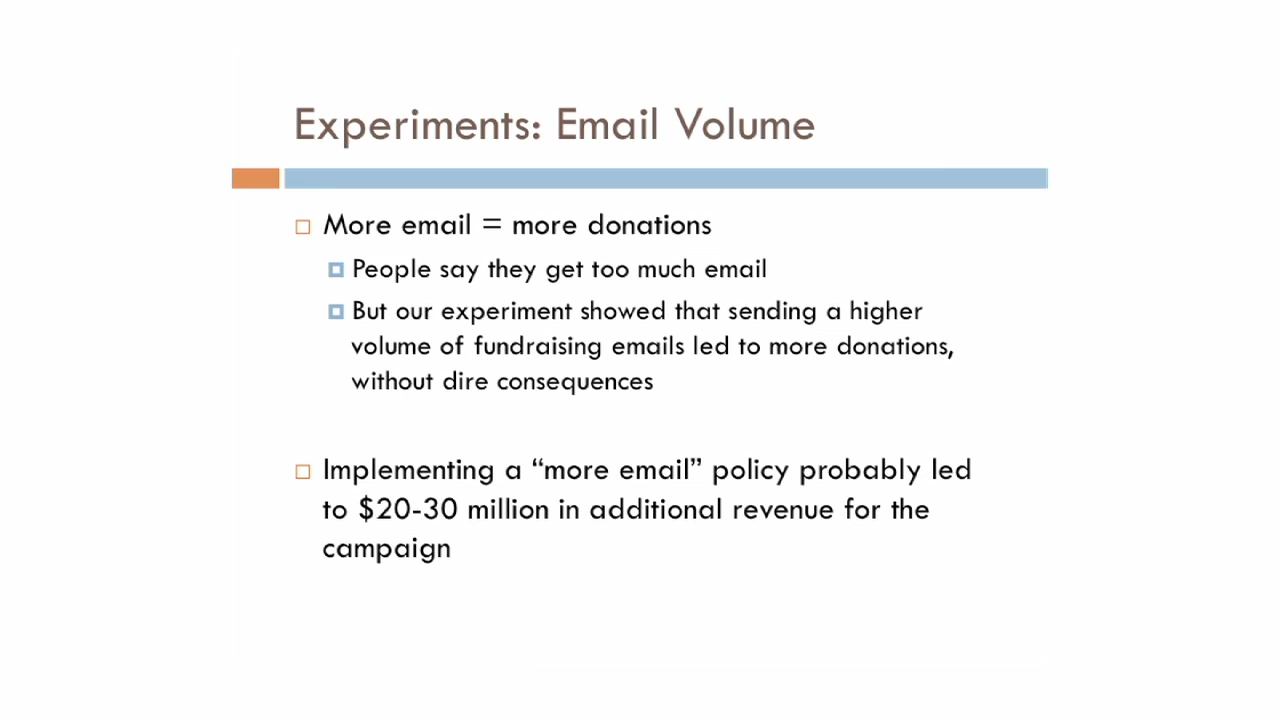 Experiments: Email Volume
More email = more donations
People say they get too much email
But our experiment showed that sending a higher
volume of fundraising emails led to more donations,
without dire consequences
Implementing a “more email” policy probably led
to $20-30 million in additional revenue for the
campaign